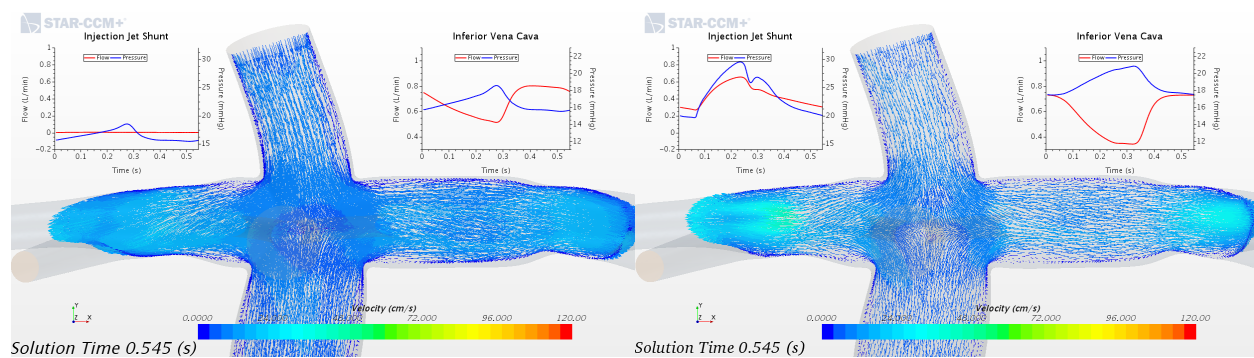 STAR-CCM+
Injection Jet Shunt
Flow Pressure
Flow (L/min)
1
0.8
0.6
0.4
0.2
0
-0.2
Pressure (mmHg)
30
25
20
15
0 0.1 0.2 0.3 0.4 0.5
Time (s)
Inferior Vena Cava
Flow Pressure
1
0.8
0.6
0.4
Pressure (mmHg)
22
20
18
16
14
12
0 0.1 0.2 0.3 0.4 0.5
Time (s)
Y
Z X
Velocity (cm/s)
0.0000 72.000 96.000 120.00
Solution Time 0.545 (s)
STAR-CCM+
Injection Jet Shunt
Flow Pressure
Flow (L/min)
1
0.8
0.6
0.4
0.2
0
-0.2
Pressure (mmHg)
30
25
20
15
0 0.1 0.2 0.3 0.4 0.5
Time (s)
Inferior Vena Cava
Flow Pressure
Flow (L/min)
1
0.8
0.6
0.4
Pressure (mmHg)
22
20
18
16
14
12
0 0.1 0.2 0.3 0.4 0.5
Time (s)
Y
Z X
Velocity (cm/s)
0.0000 72.000 96.000 120.00
Solution Time 0.545 (s)